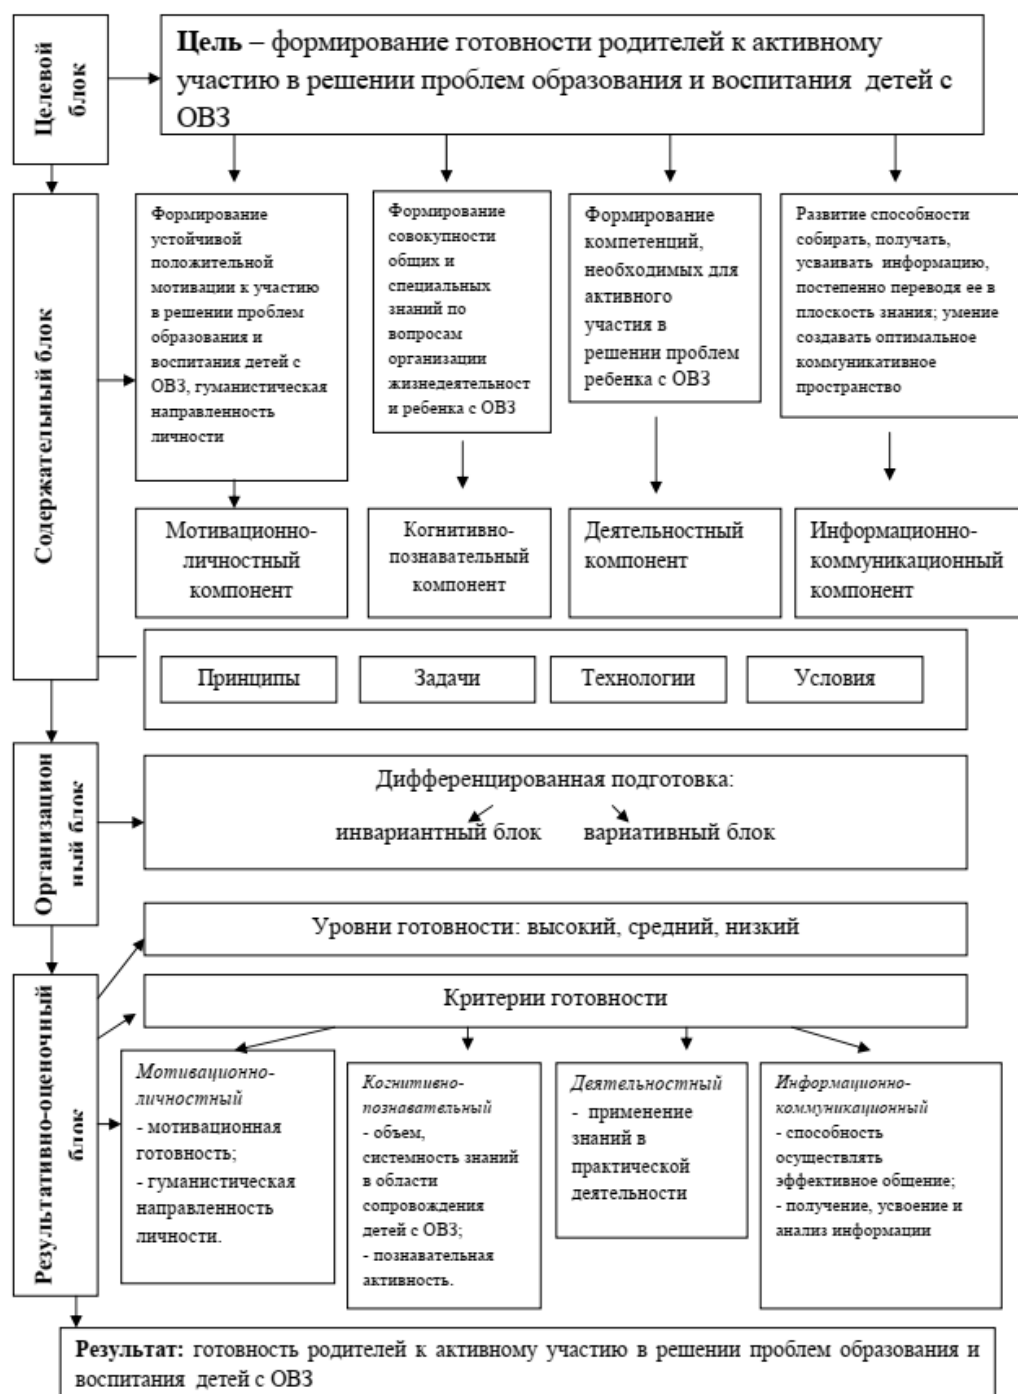 Целевой
блок
Цель – формирование готовности родителей к активному
участию в решении проблем образования и воспитания детей с
ОВЗ
Содержательный блок
Формирование
устойчивой
положительной
мотивации к участию
в решении проблем
образования и
воспитания детей с
ОВЗ, гуманистическая
направленность
личности
Формирование
совокупности
общих и
специальных
знаний по
вопросам
организации
жизнедеятельност
и ребенка с ОВЗ
Формирование
компетенций,
необходимых для
активного
участия в
решении проблем
ребенка с ОВЗ
Развитие способности
собирать, получать,
усваивать информацию,
постепенно переводя ее в
плоскость знания; умение
создавать оптимальное
коммуникативное
пространство
Мотивационно-
личностный
компонент
Когнитивно-
познавательный
компонент
Деятельностный
компонент
Информационно-
коммуникационный
компонент
Принципы
Задачи
Технологии
Условия
Организацион
ный блок
Дифференцированная подготовка:
инвариантный блок вариативный блок
Результативно-оценочный
блок
Уровни готовности: высокий, средний, низкий
Критерии готовности
Мотивационно-
личностный
- мотивационная
готовность;
- гуманистическая
направленность
личности.
Когнитивно-
познавательный
- объем,
системность знаний
в области
сопровождения
детей с ОВЗ;
- познавательная
активность.
Деятельностный
- применение
знаний в
практической
деятельности
Информационно-
коммуникационный
- способность
осуществлять
эффективное общение;
- получение, усвоение и
анализ информации
Результат: готовность родителей к активному участию в решении проблем образования и
воспитания детей с ОВЗ